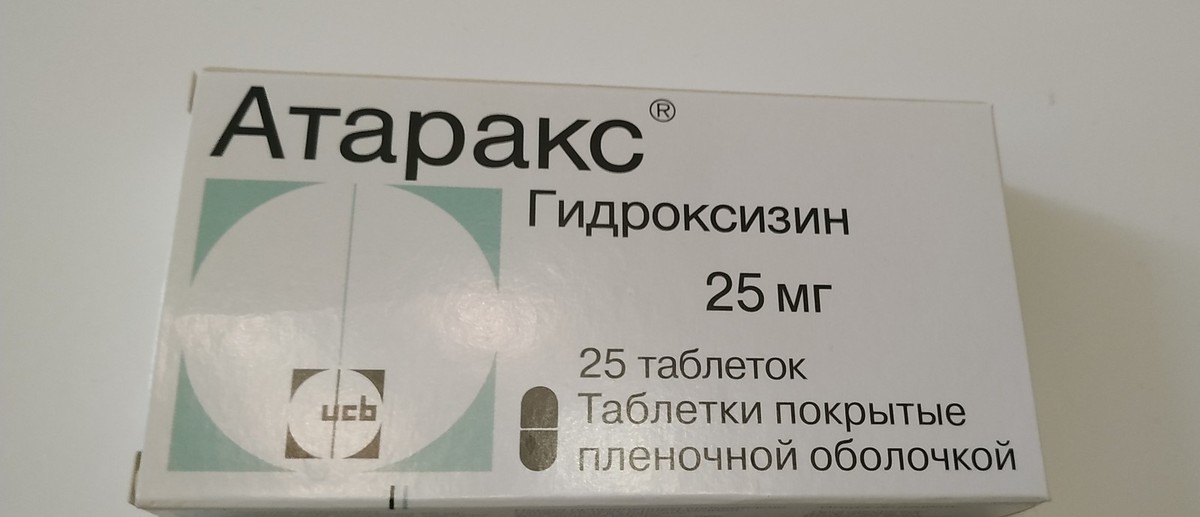 Атаракс®
Гидроксизин
25 мг
25 таблеток
Таблетки покрытые
пленочной оболочкой
ucb